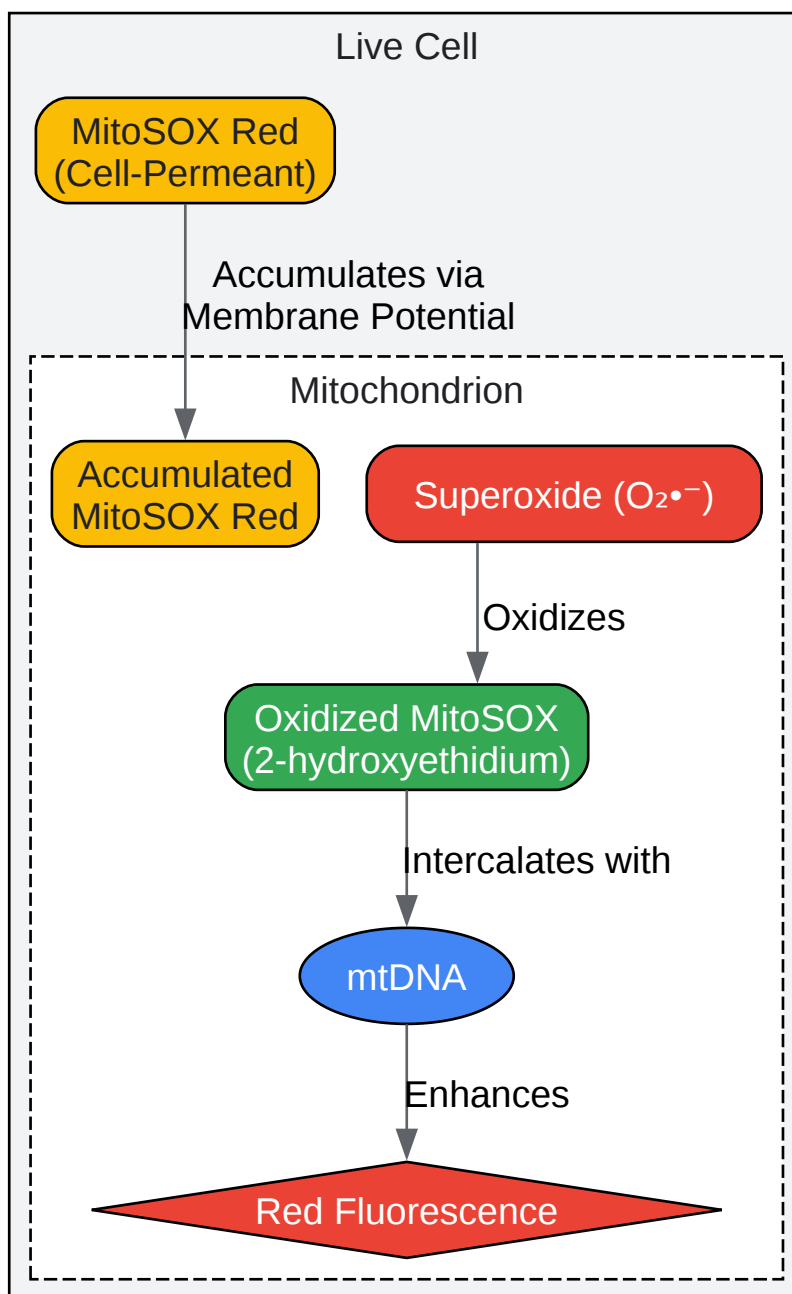 Live Cell
MitoSOX Red
(Cell-Permeant)
Accumulates via
Membrane Potential
Mitochondrion
Accumulated
MitoSOX Red
Superoxide (O₂•⁻)
Oxidizes
Oxidized MitoSOX
(2-hydroxyethidium)
Intercalates with
mtDNA
Enhances
Red Fluorescence